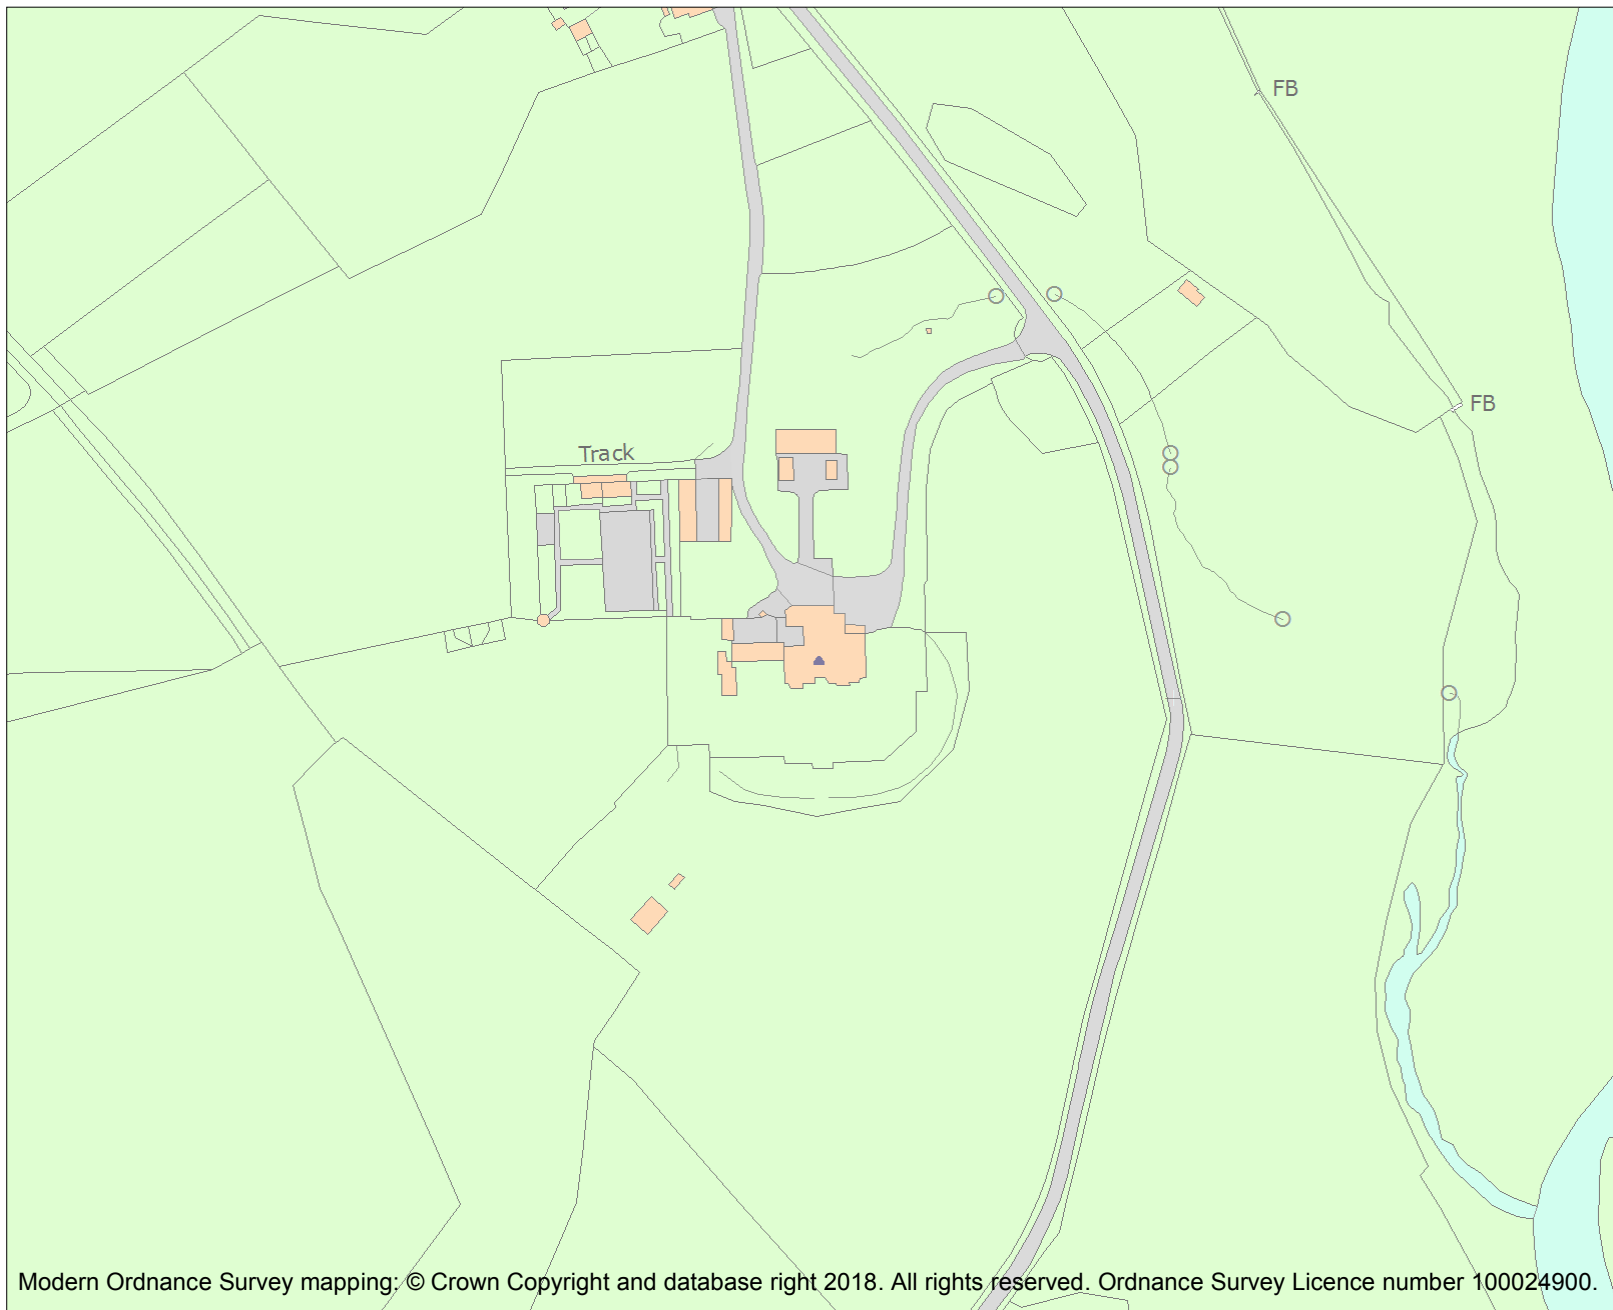 FB
FB
Track
Modern Ordnance Survey mapping: © Crown Copyright and database right 2018. All rights reserved. Ordnance Survey Licence number 100024900.